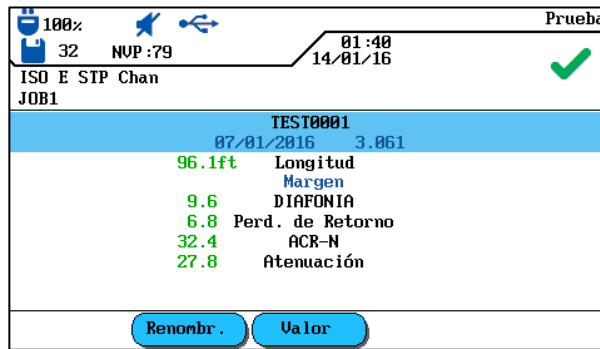 100% Prueba
32 NVP:79 01:40
14/01/16
ISO E STP Chan
JOB1
TEST0001
07/01/2016 3.061
96.1ft Longitud
Margen
9.6 DIAFONIA
6.8 Perd. de Retorno
32.4 ACR-N
27.8 Atenuación
Renombr. Valor